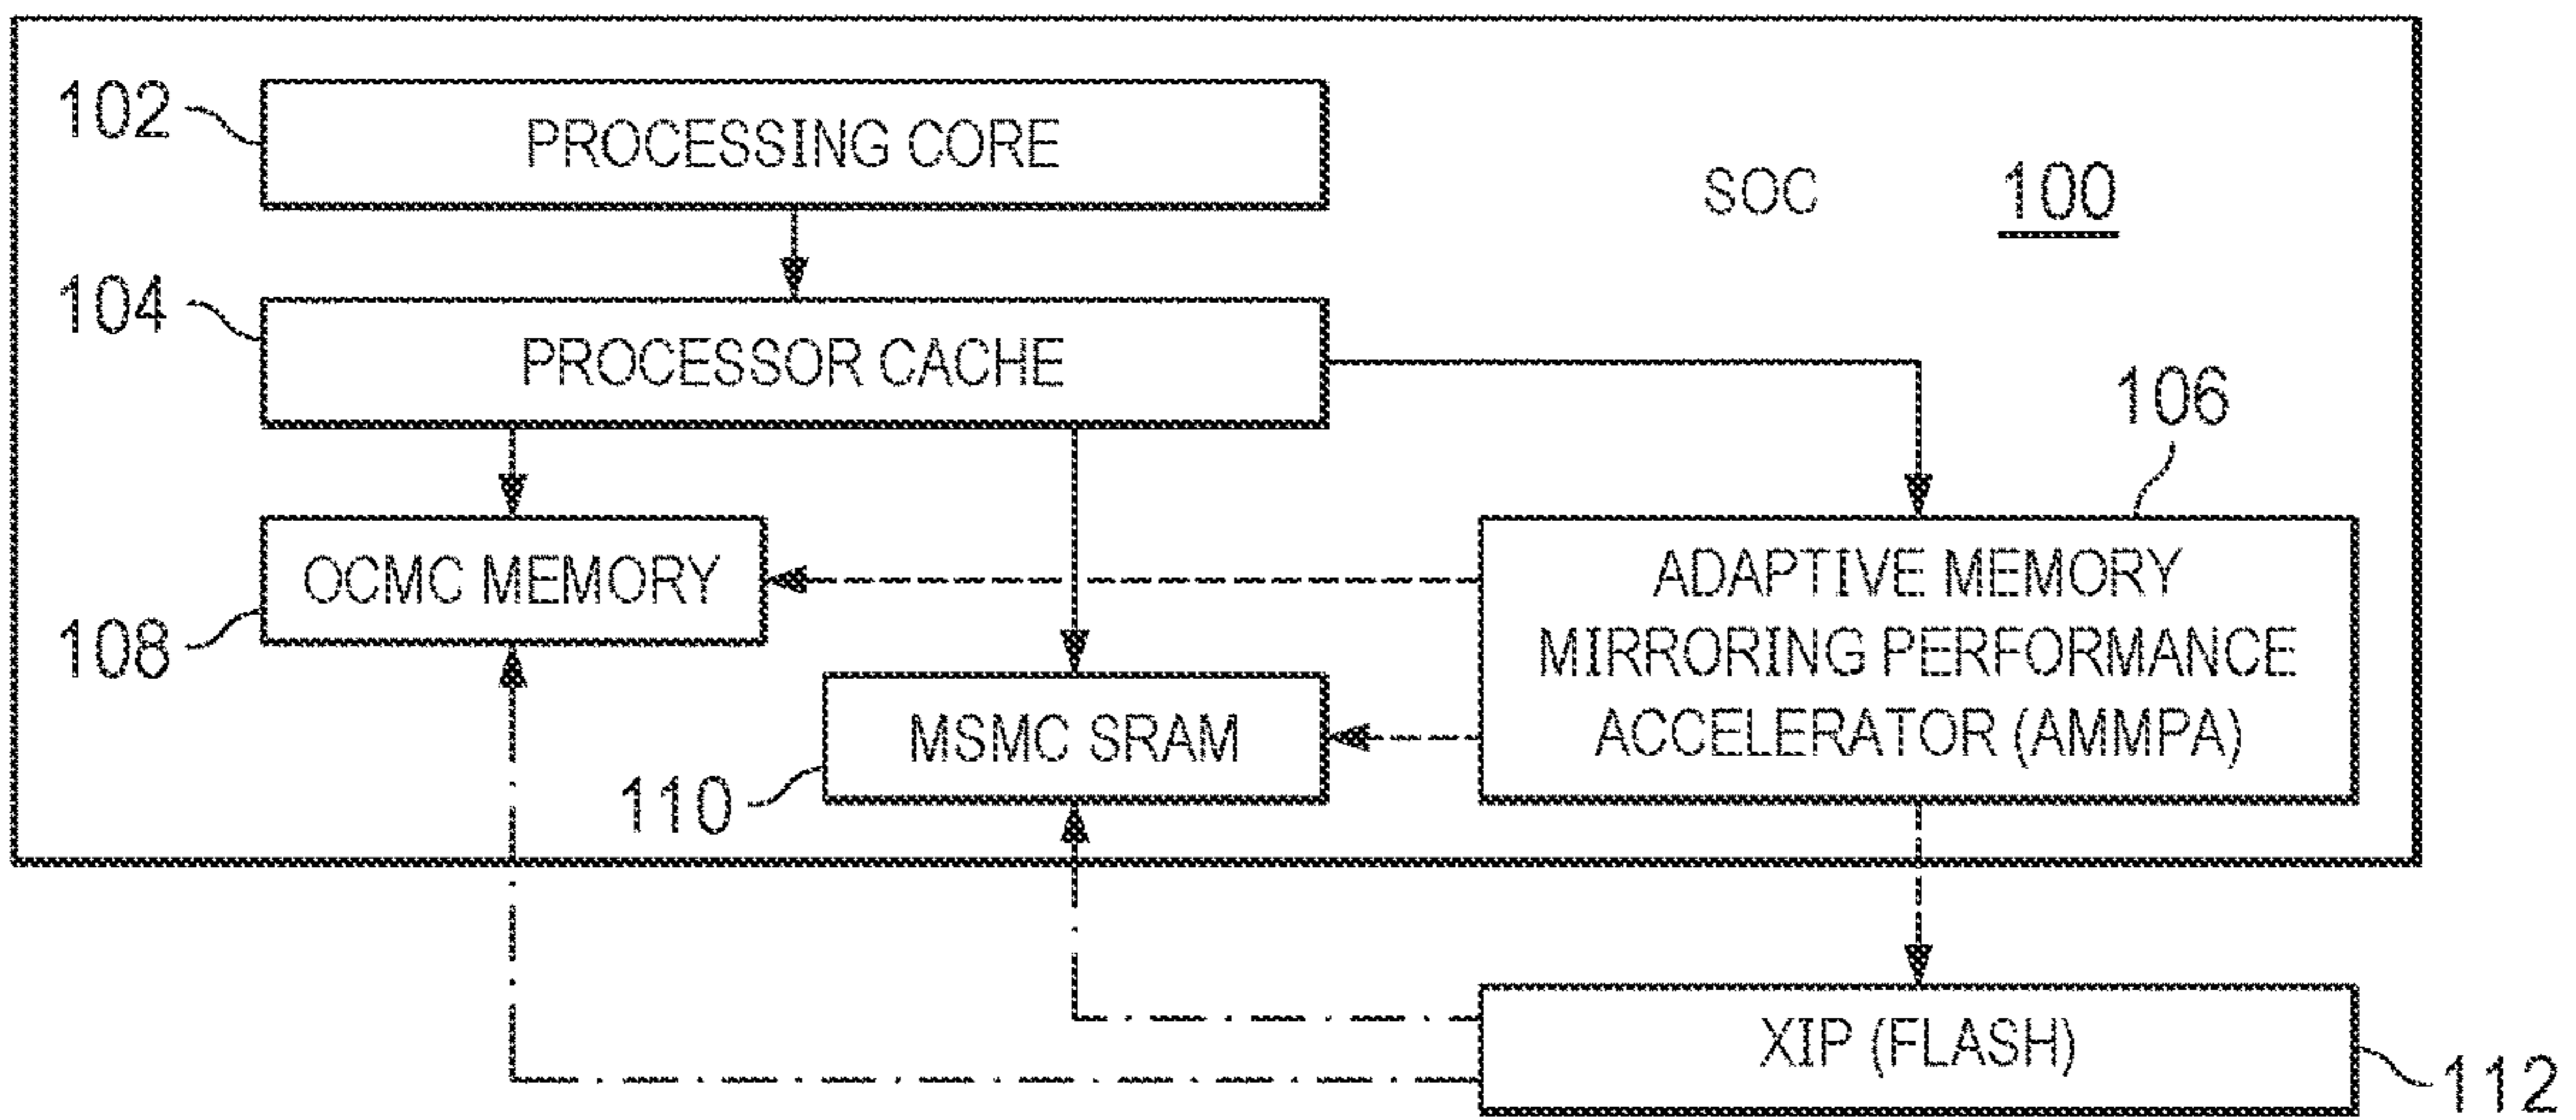 102
PROCESSING CORE
SOC 100
104
PROCESSOR CACHE
106
OCMC MEMORY
108
ADAPTIVE MEMORY
MIRRORING PERFORMANCE
ACCELERATOR (AMMPA)
MSMC SRAM
110
XIP (FLASH)
112